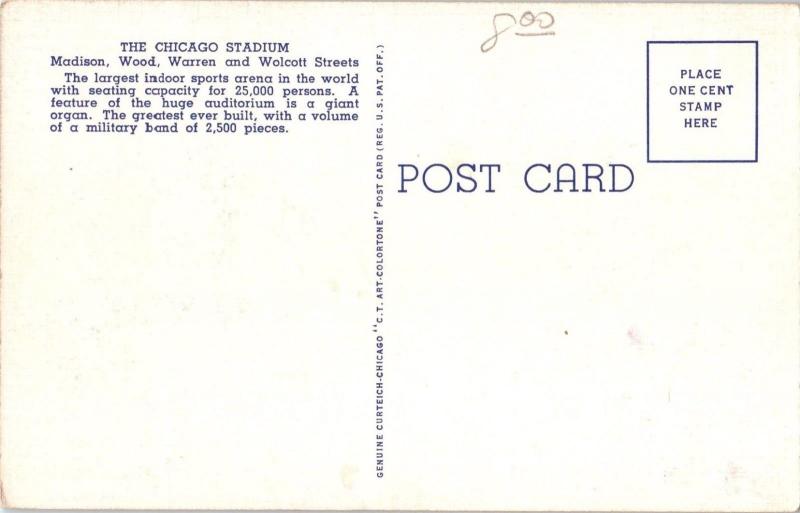 8.00
THE CHICAGO STADIUM
Madison, Wood, Warren and Wolcott Streets
The largest indoor sports arena in the world
with seating capacity for 25,000 persons. A
feature of the huge auditorium is a giant
organ. The greatest ever built, with a volume
of a military band of 2,500 pieces.
GENUINE CURTEICH-CHICAGO "C.T. ART-COLORTONE" POST CARD (REG. U.S. PAT. OFF.)
POST CARD
PLACE
ONE CENT
STAMP
HERE